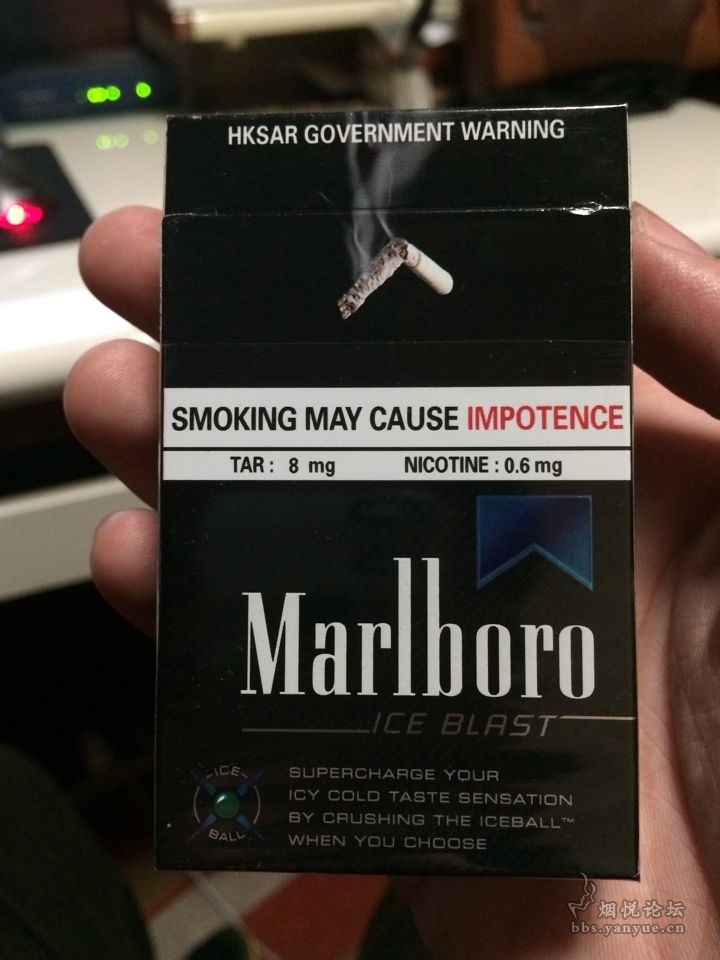 HKSAR GOVERNMENT WARNING
SMOKING MAY CAUSE IMPOTENCE
TAR : 8 mg NICOTINE : 0.6 mg
Marlboro
ICE BLAST
ICE
BALL
SUPERCHARGE YOUR
ICY COLD TASTE SENSATION
BY CRUSHING THE ICEBALL™
WHEN YOU CHOOSE
烟悦论坛
bbs.yanyue.cn